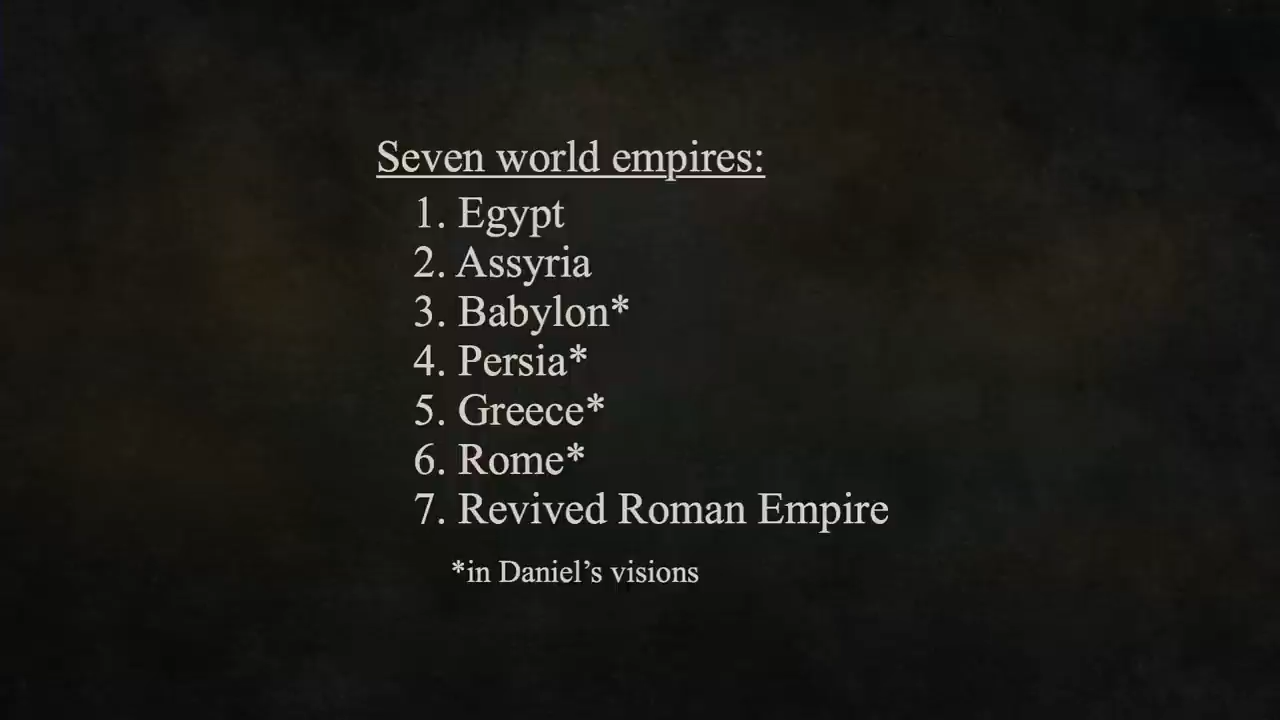 Seven world empires:
1. Egypt
2. Assyria
3. Babylon*
4. Persia*
5. Greece*
6. Rome*
7. Revived Roman Empire
*in Daniel’s visions